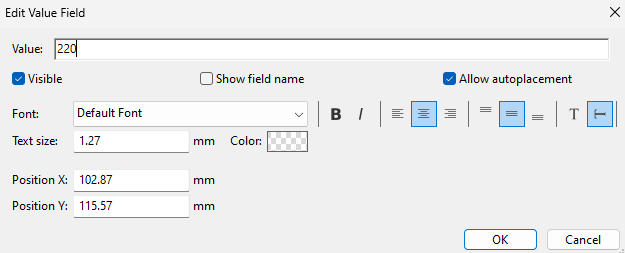 Edit Value Field
Value: 220
Visible Show field name Allow autoplacement
Font: Default Font B I T T
Text size: 1.27 mm Color:
Position X: 102.87 mm
Position Y: 115.57 mm
OK Cancel